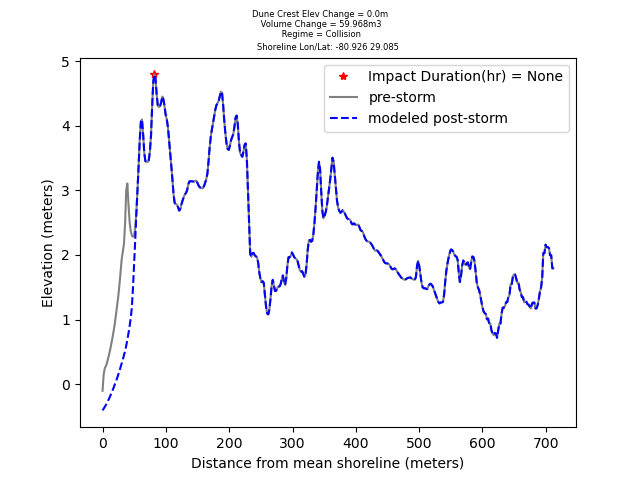 Dune Crest Elev Change = 0.0m
Volume Change = 59.968m3
Regime = Collision
Shoreline Lon/Lat: -80.926 29.085
Impact Duration(hr) = None
pre-storm
modeled post-storm
Elevation (meters)
5
4
3
2
1
0
0 100 200 300 400 500 600 700
Distance from mean shoreline (meters)